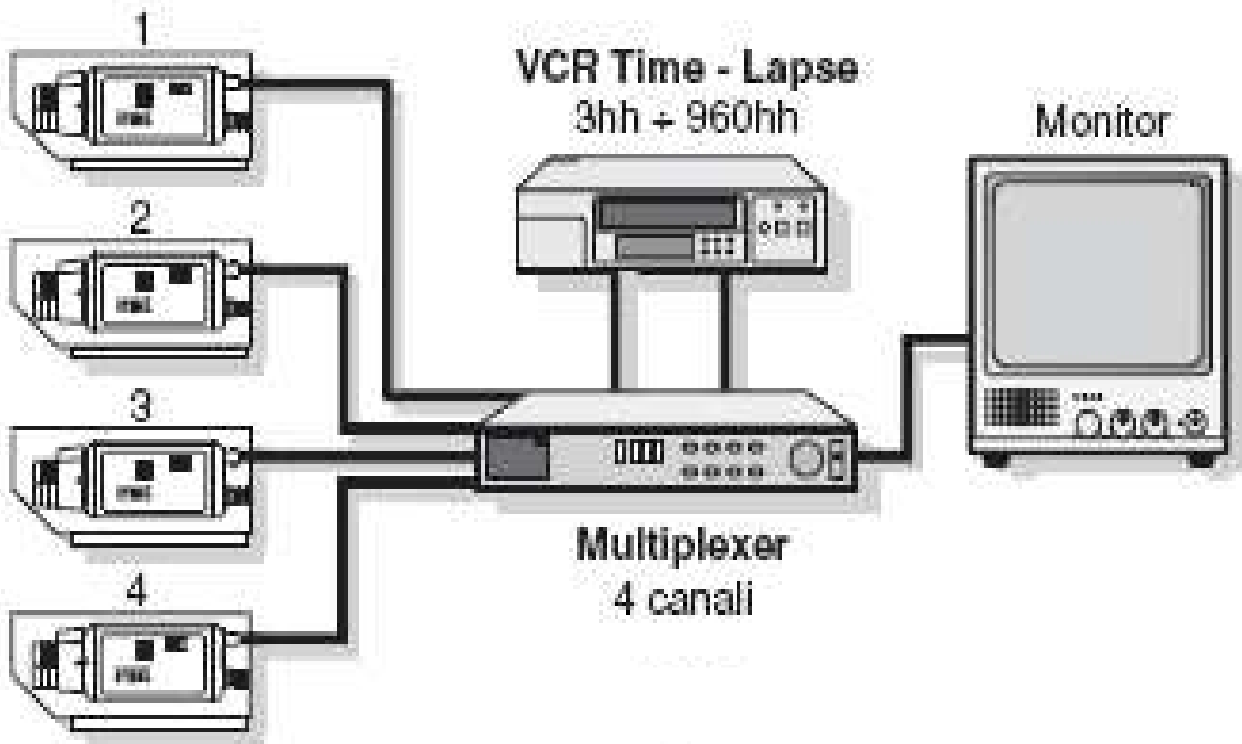 1
VCR Time - Lapse
3hh ÷ 960hh
Monitor
2
3
Multiplexer
4 canali
4